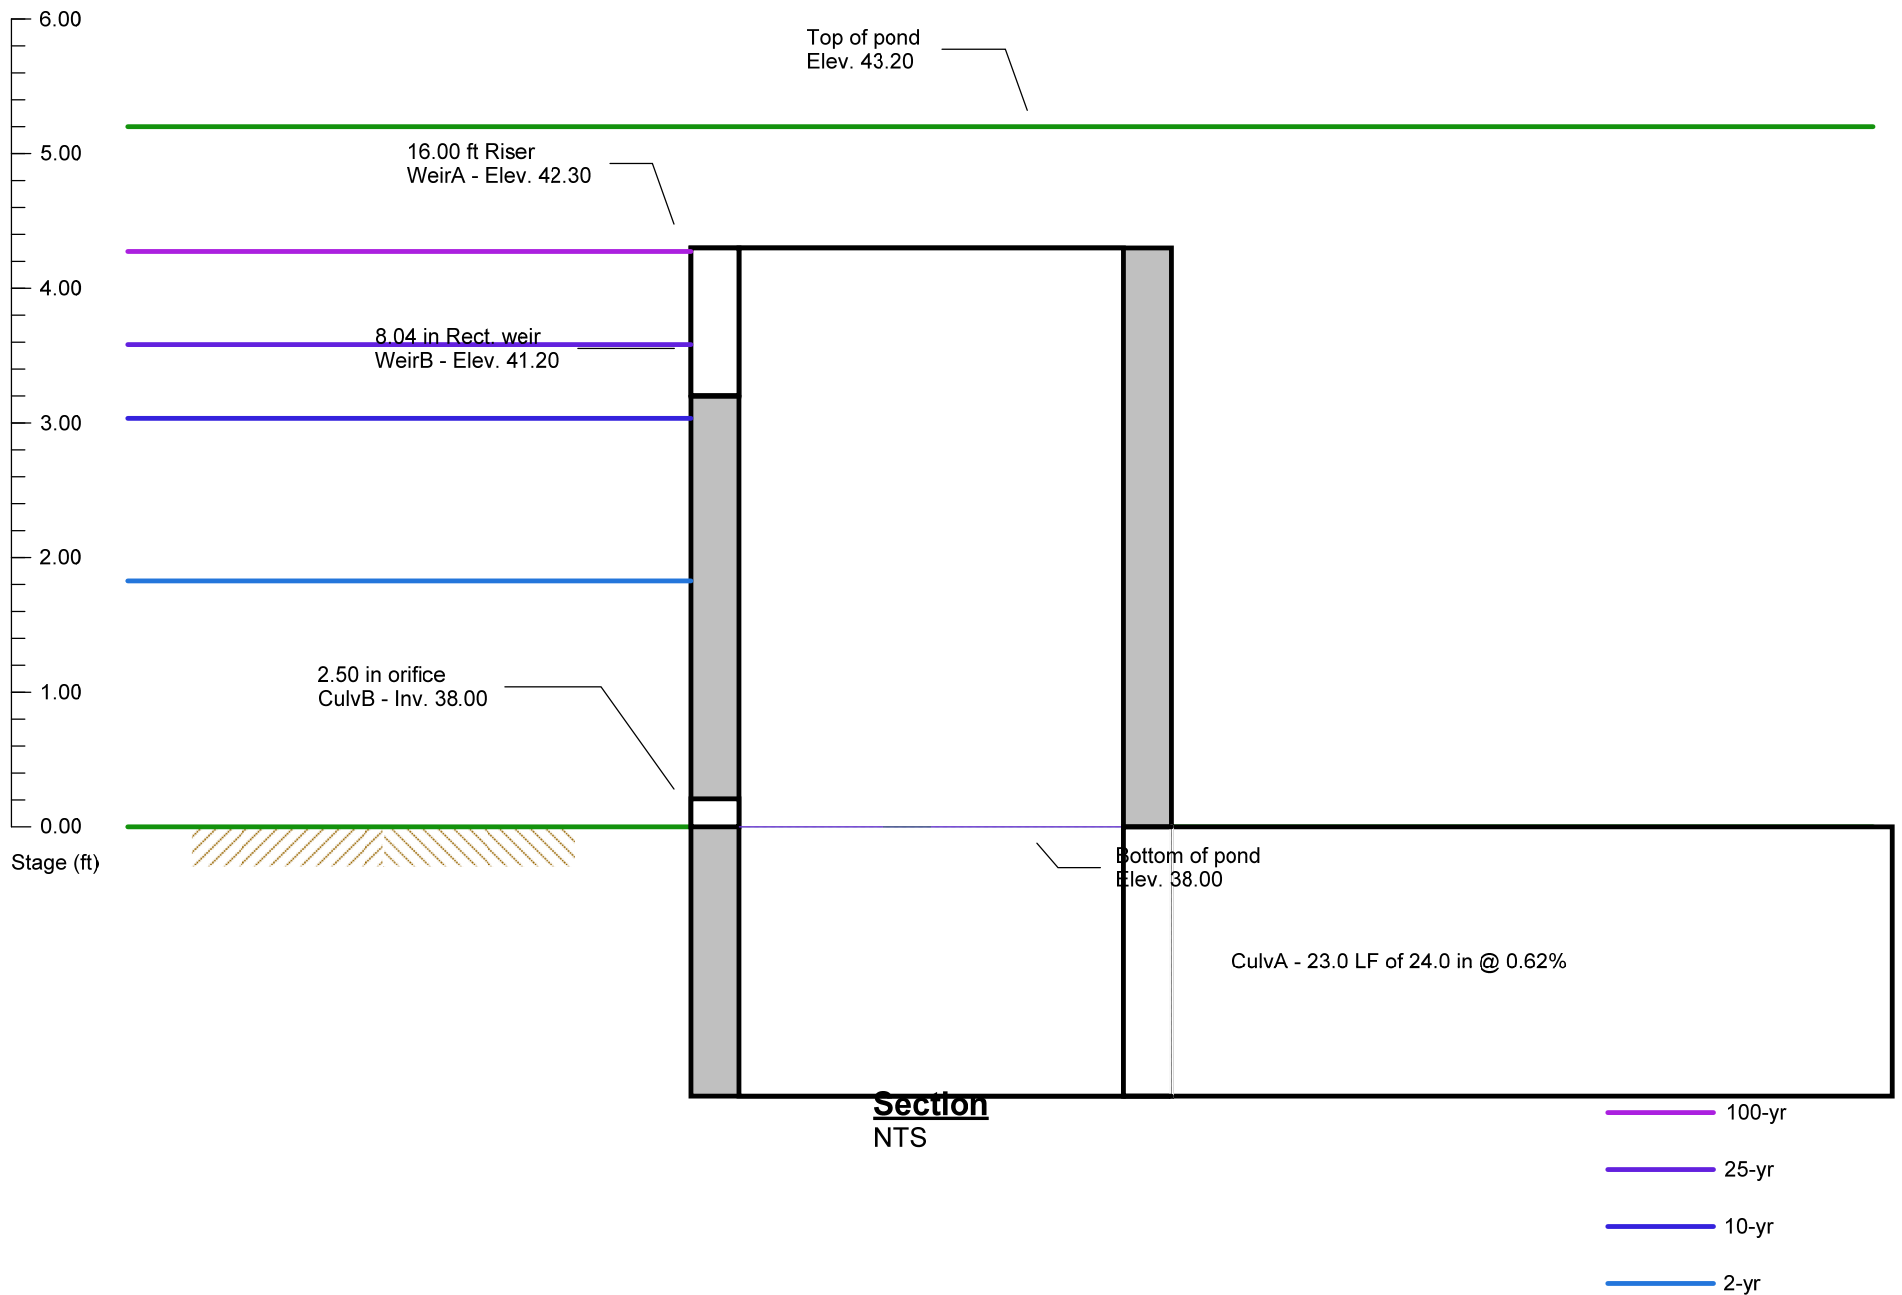 6.00
Top of pond
Elev. 43.20
5.00
16.00 ft Riser
WeirA - Elev. 42.30
4.00
8.04 in Rect. weir
WeirB - Elev. 41.20
3.00
2.00
2.50 in orifice
CulvB - Inv. 38.00
1.00
0.00
Stage (ft)
Bottom of pond
Elev. 38.00
CulvA - 23.0 LF of 24.0 in @ 0.62%
Section
NTS
100-yr
25-yr
10-yr
2-yr